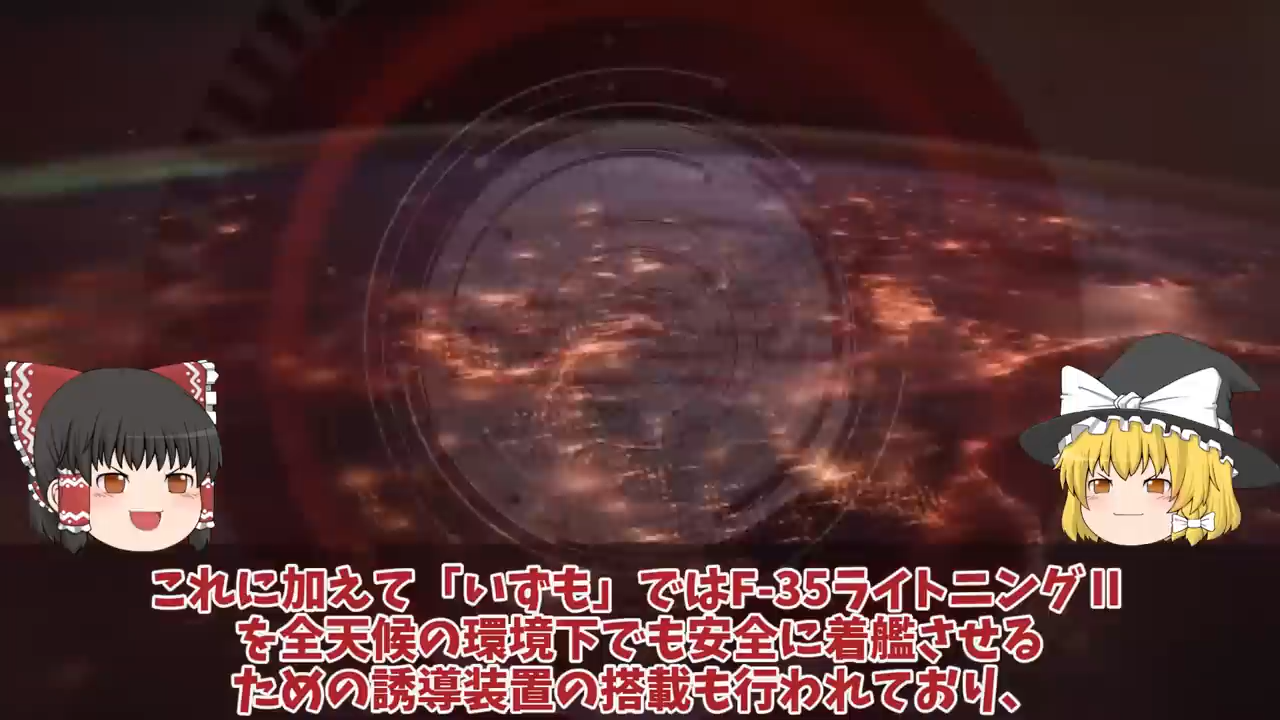 これに加えて「いずも」ではF-35ライトニングⅡ
を全天候の環境下でも安全に着艦させる
ための誘導装置の搭載も行われており、